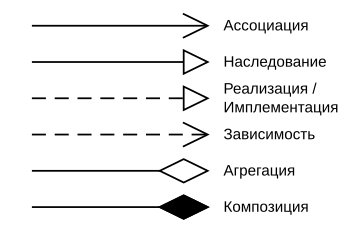 Ассоциация
Наследование
Реализация /
Имплементация
Зависимость
Агрегация
Композиция